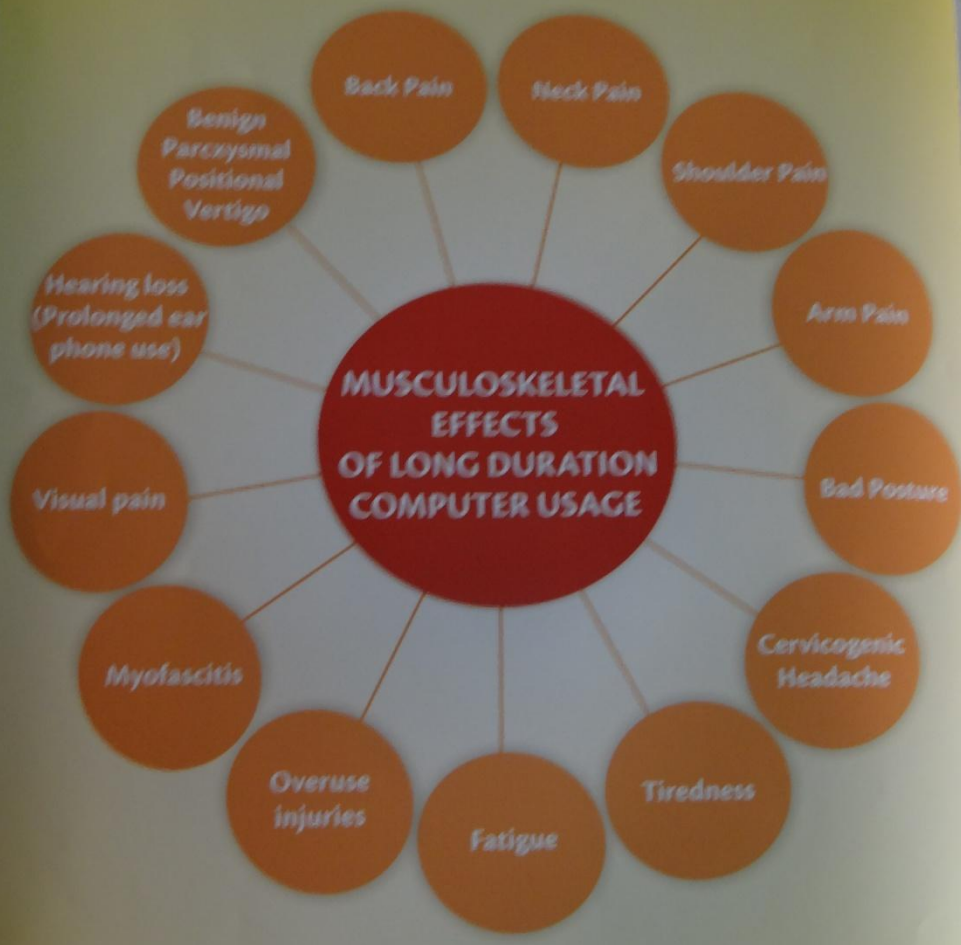 MUSCULOSKELETAL
EFFECTS
OF LONG DURATION
COMPUTER USAGE
Back Pain
Neck Pain
Shoulder Pain
Arm Pain
Bad Posture
Cervicogenic
Headache
Tiredness
Fatigue
Overuse
injuries
Myofascitis
Visual pain
Hearing loss
(Prolonged ear
phone use)
Benign
Parcxysmal
Positional
Vertigo